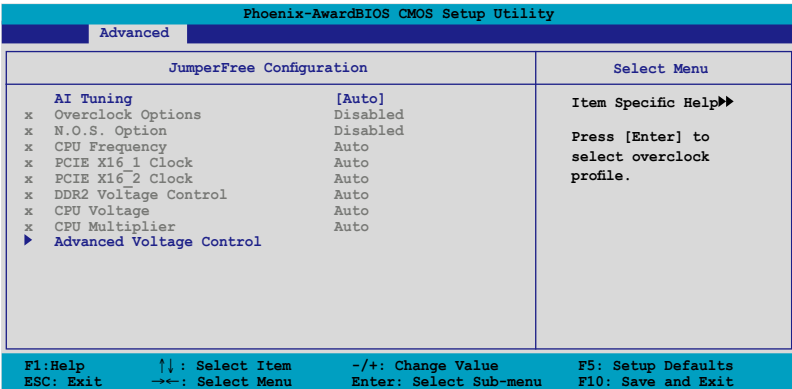 Phoenix-AwardBIOS CMOS Setup Utility
Advanced
JumperFree Configuration
Select Menu
AI Tuning [Auto]
x Overclock Options Disabled
x N.O.S. Option Disabled
x CPU Frequency Auto
x PCIE X16_1 Clock Auto
x PCIE X16_2 Clock Auto
x DDR2 Voltage Control Auto
x CPU Voltage Auto
x CPU Multiplier Auto
Advanced Voltage Control
Item Specific Help
Press [Enter] to
select overclock
profile.
F1:Help ↑↓: Select Item -/+: Change Value F5: Setup Defaults
ESC: Exit →←: Select Menu Enter: Select Sub-menu F10: Save and Exit